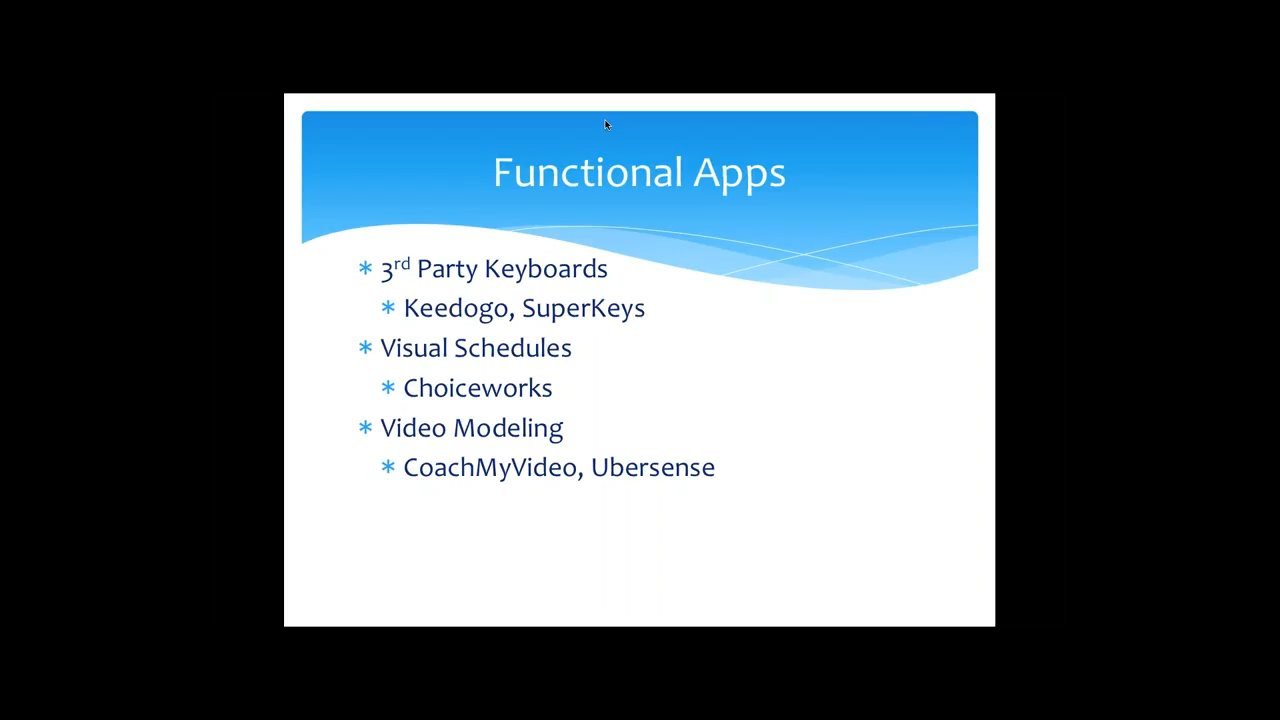 Functional Apps
* 3rd Party Keyboards
* Keedogo, SuperKeys
* Visual Schedules
* Choiceworks
* Video Modeling
* CoachMyVideo, Ubersense